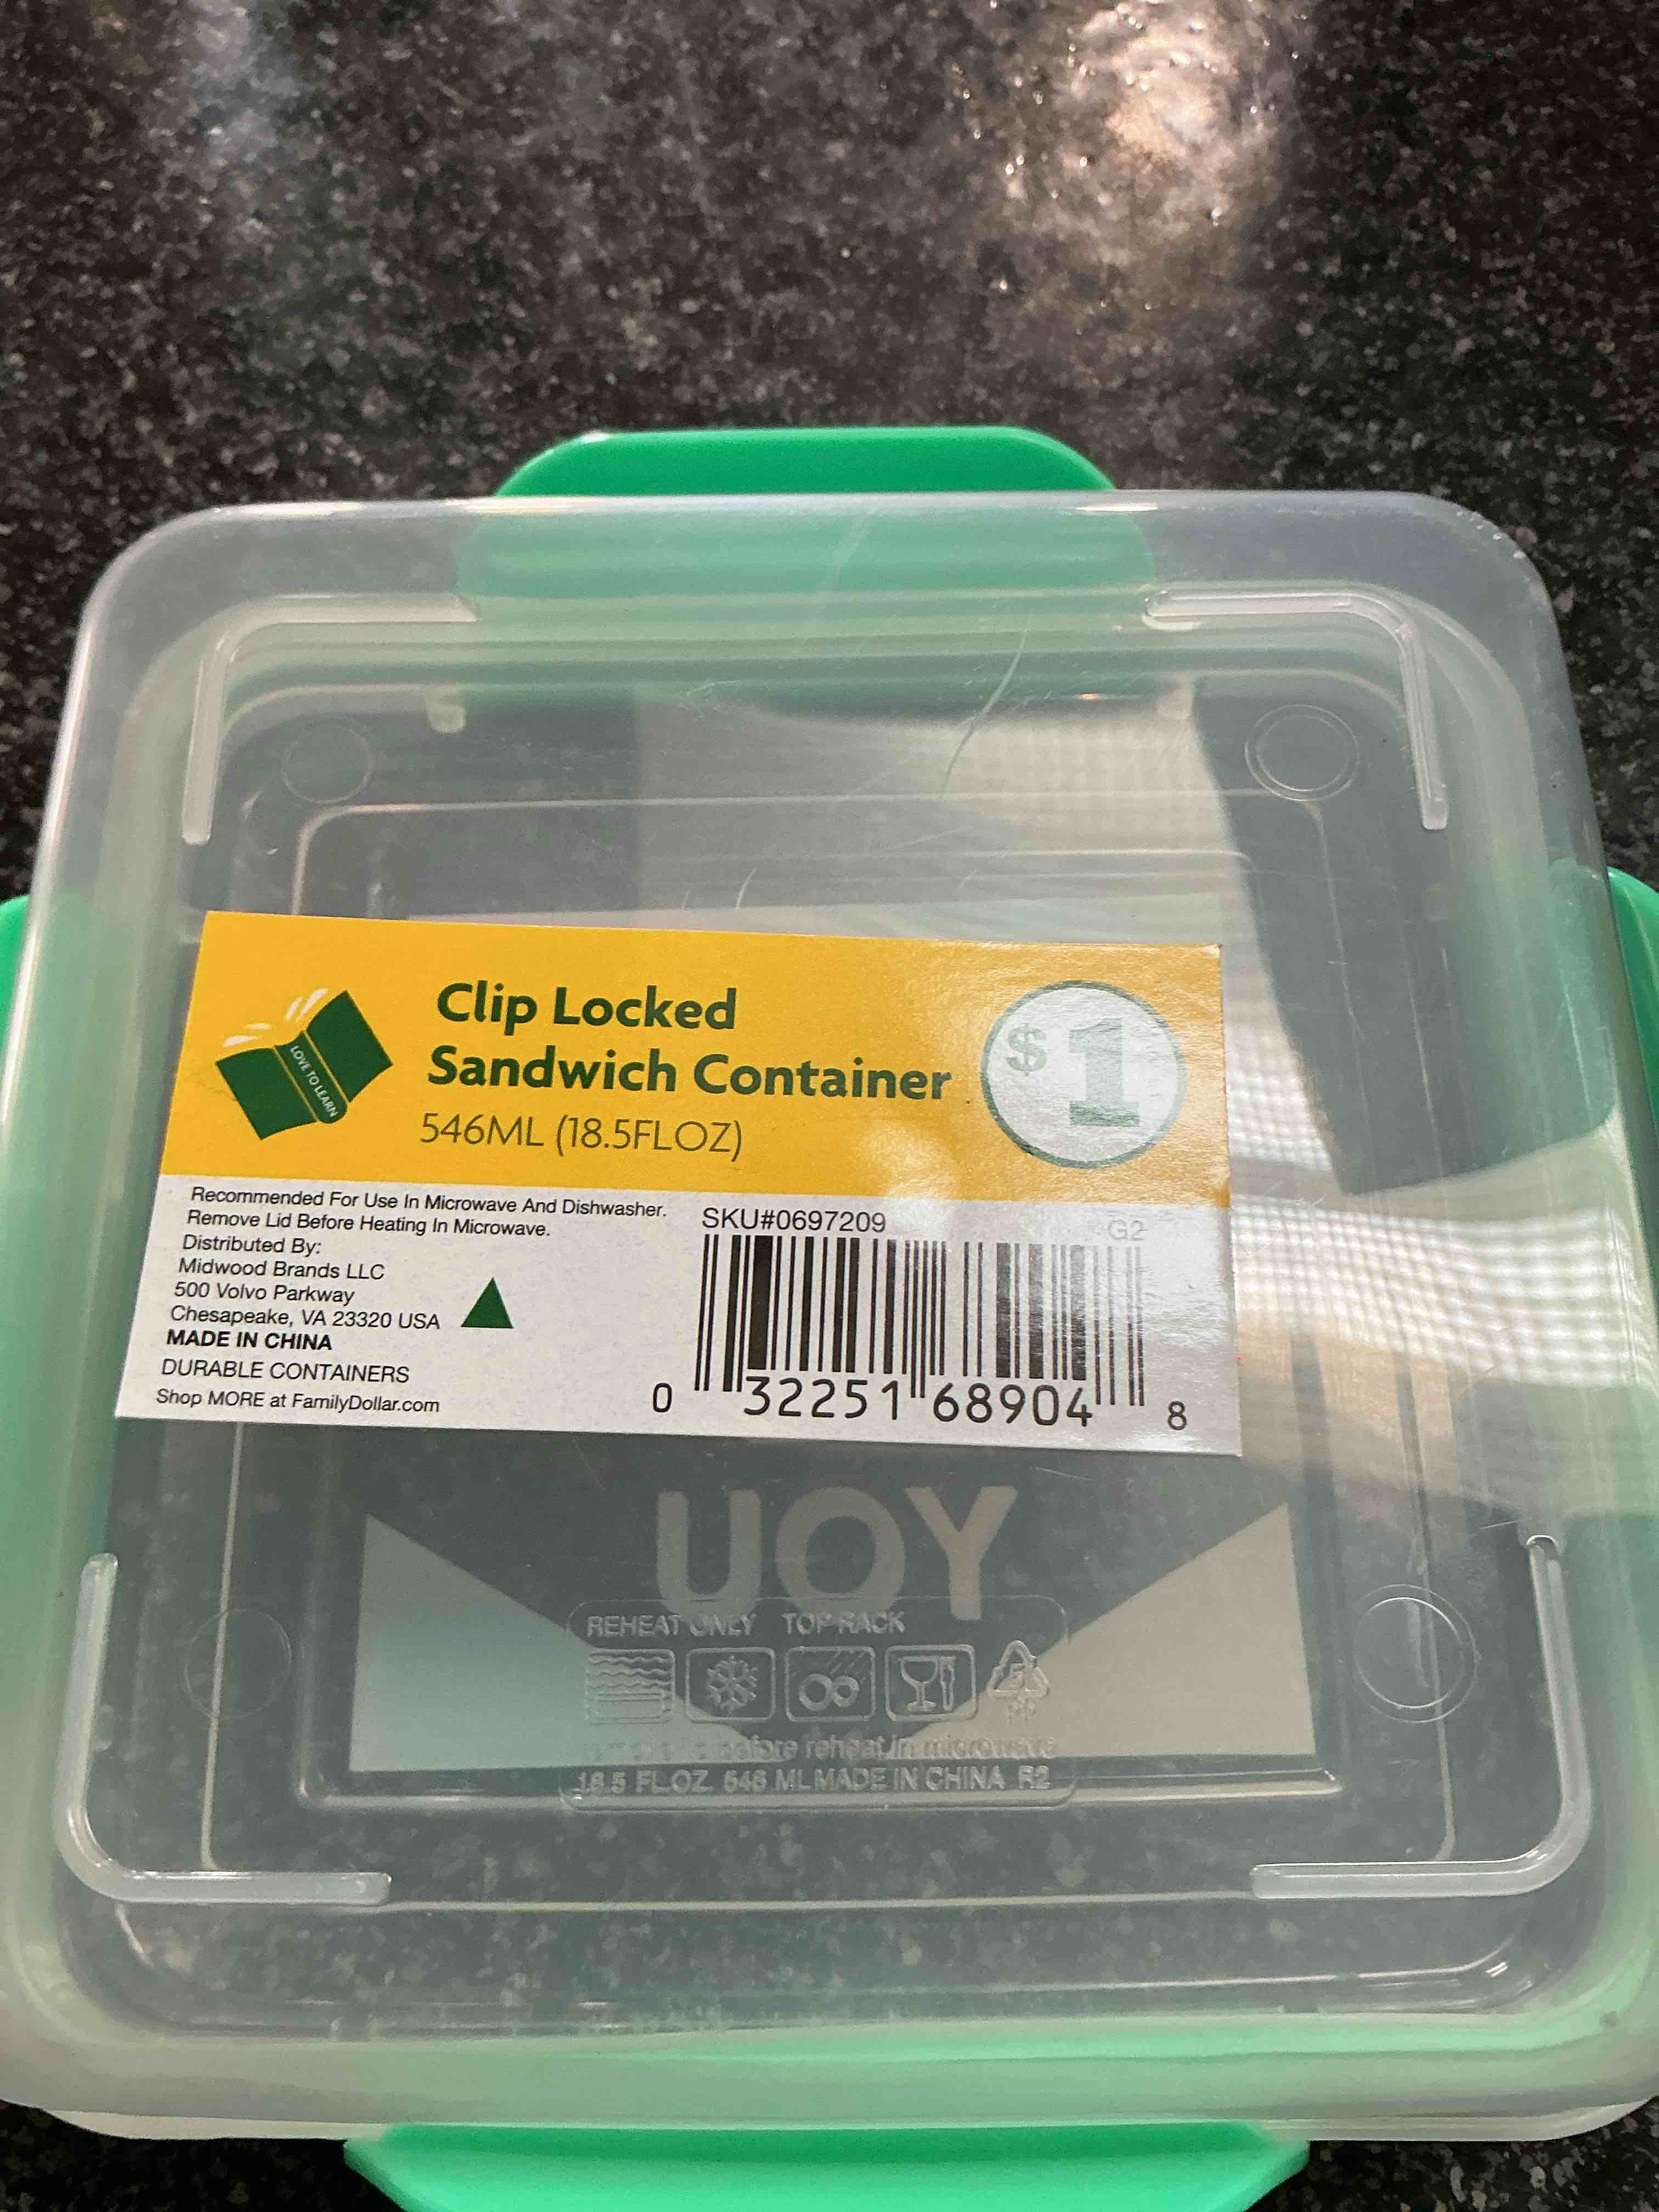 Clip Locked
Sandwich Container
546ML (18.5FLOZ)
$1
LOVE TO LEARN
Recommended For Use In Microwave And Dishwasher.
Remove Lid Before Heating In Microwave.
Distributed By:
Midwood Brands LLC
500 Volvo Parkway
Chesapeake, VA 23320 USA
MADE IN CHINA
DURABLE CONTAINERS
Shop MORE at FamilyDollar.com
SKU#0697209
G2
0 32251 68904 8
UOY
REHEAT ONLY TOP RACK
5
PP
before reheat in microwave
18.5 FL.OZ. 546 ML MADE IN CHINA R2